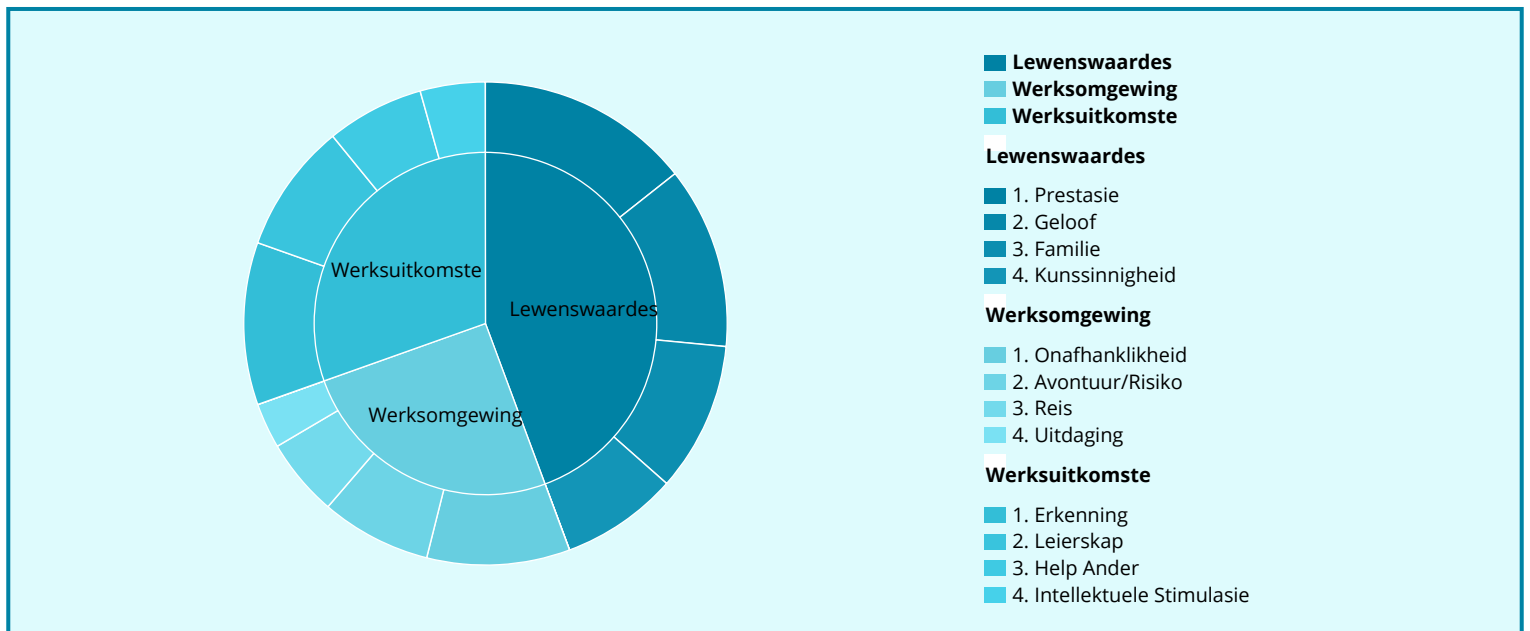 Werksuitkomste
Lewenswaardes
Werksomgewing
Lewenswaardes
Werksomgewing
Werksuitkomste
Lewenswaardes
1. Prestasie
2. Geloof
3. Familie
4. Kunssinnigheid
Werksomgewing
1. Onafhanklikheid
2. Avontuur/Risiko
3. Reis
4. Uitdaging
Werksuitkomste
1. Erkenning
2. Leierskap
3. Help Ander
4. Intellektuele Stimulasie